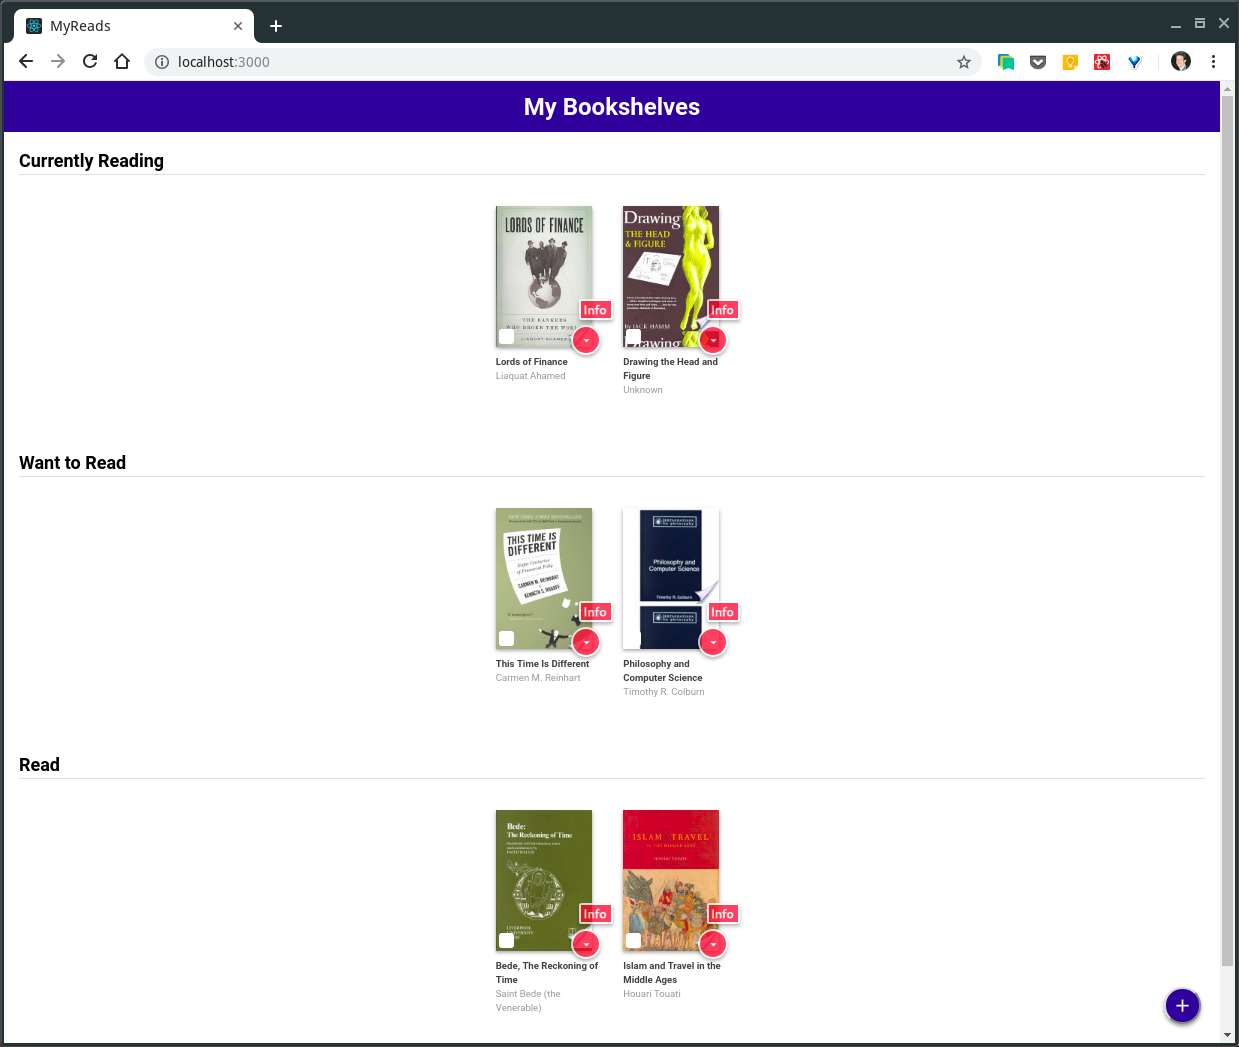 MyReads
localhost:3000
My Bookshelves
Currently Reading
LORDS OF FINANCE
THE BANKERS
WHO BROKE THE WORLD
LIAQUAT AHAMED
Info
Lords of Finance
Liaquat Ahamed
Drawing
THE HEAD
& FIGURE
By JACK HAMM
Drawing
Info
Drawing the Head and
Figure
Unknown
Want to Read
THIS TIME IS
DIFFERENT
Eight Centuries
of Financial Folly
CARMEN M. REINHART
KENNETH S. ROGOFF
Info
This Time Is Different
Carmen M. Reinhart
Philosophy and
Computer Science
Timothy R. Colburn
Info
Philosophy and
Computer Science
Timothy R. Colburn
Read
Bede:
The Reckoning of Time
LIVERPOOL
UNIVERSITY
Info
Bede, The Reckoning of
Time
Saint Bede (the
Venerable)
ISLAM & TRAVEL
IN THE MIDDLE AGES
HOUARI TOUATI
Info
Islam and Travel in the
Middle Ages
Houari Touati